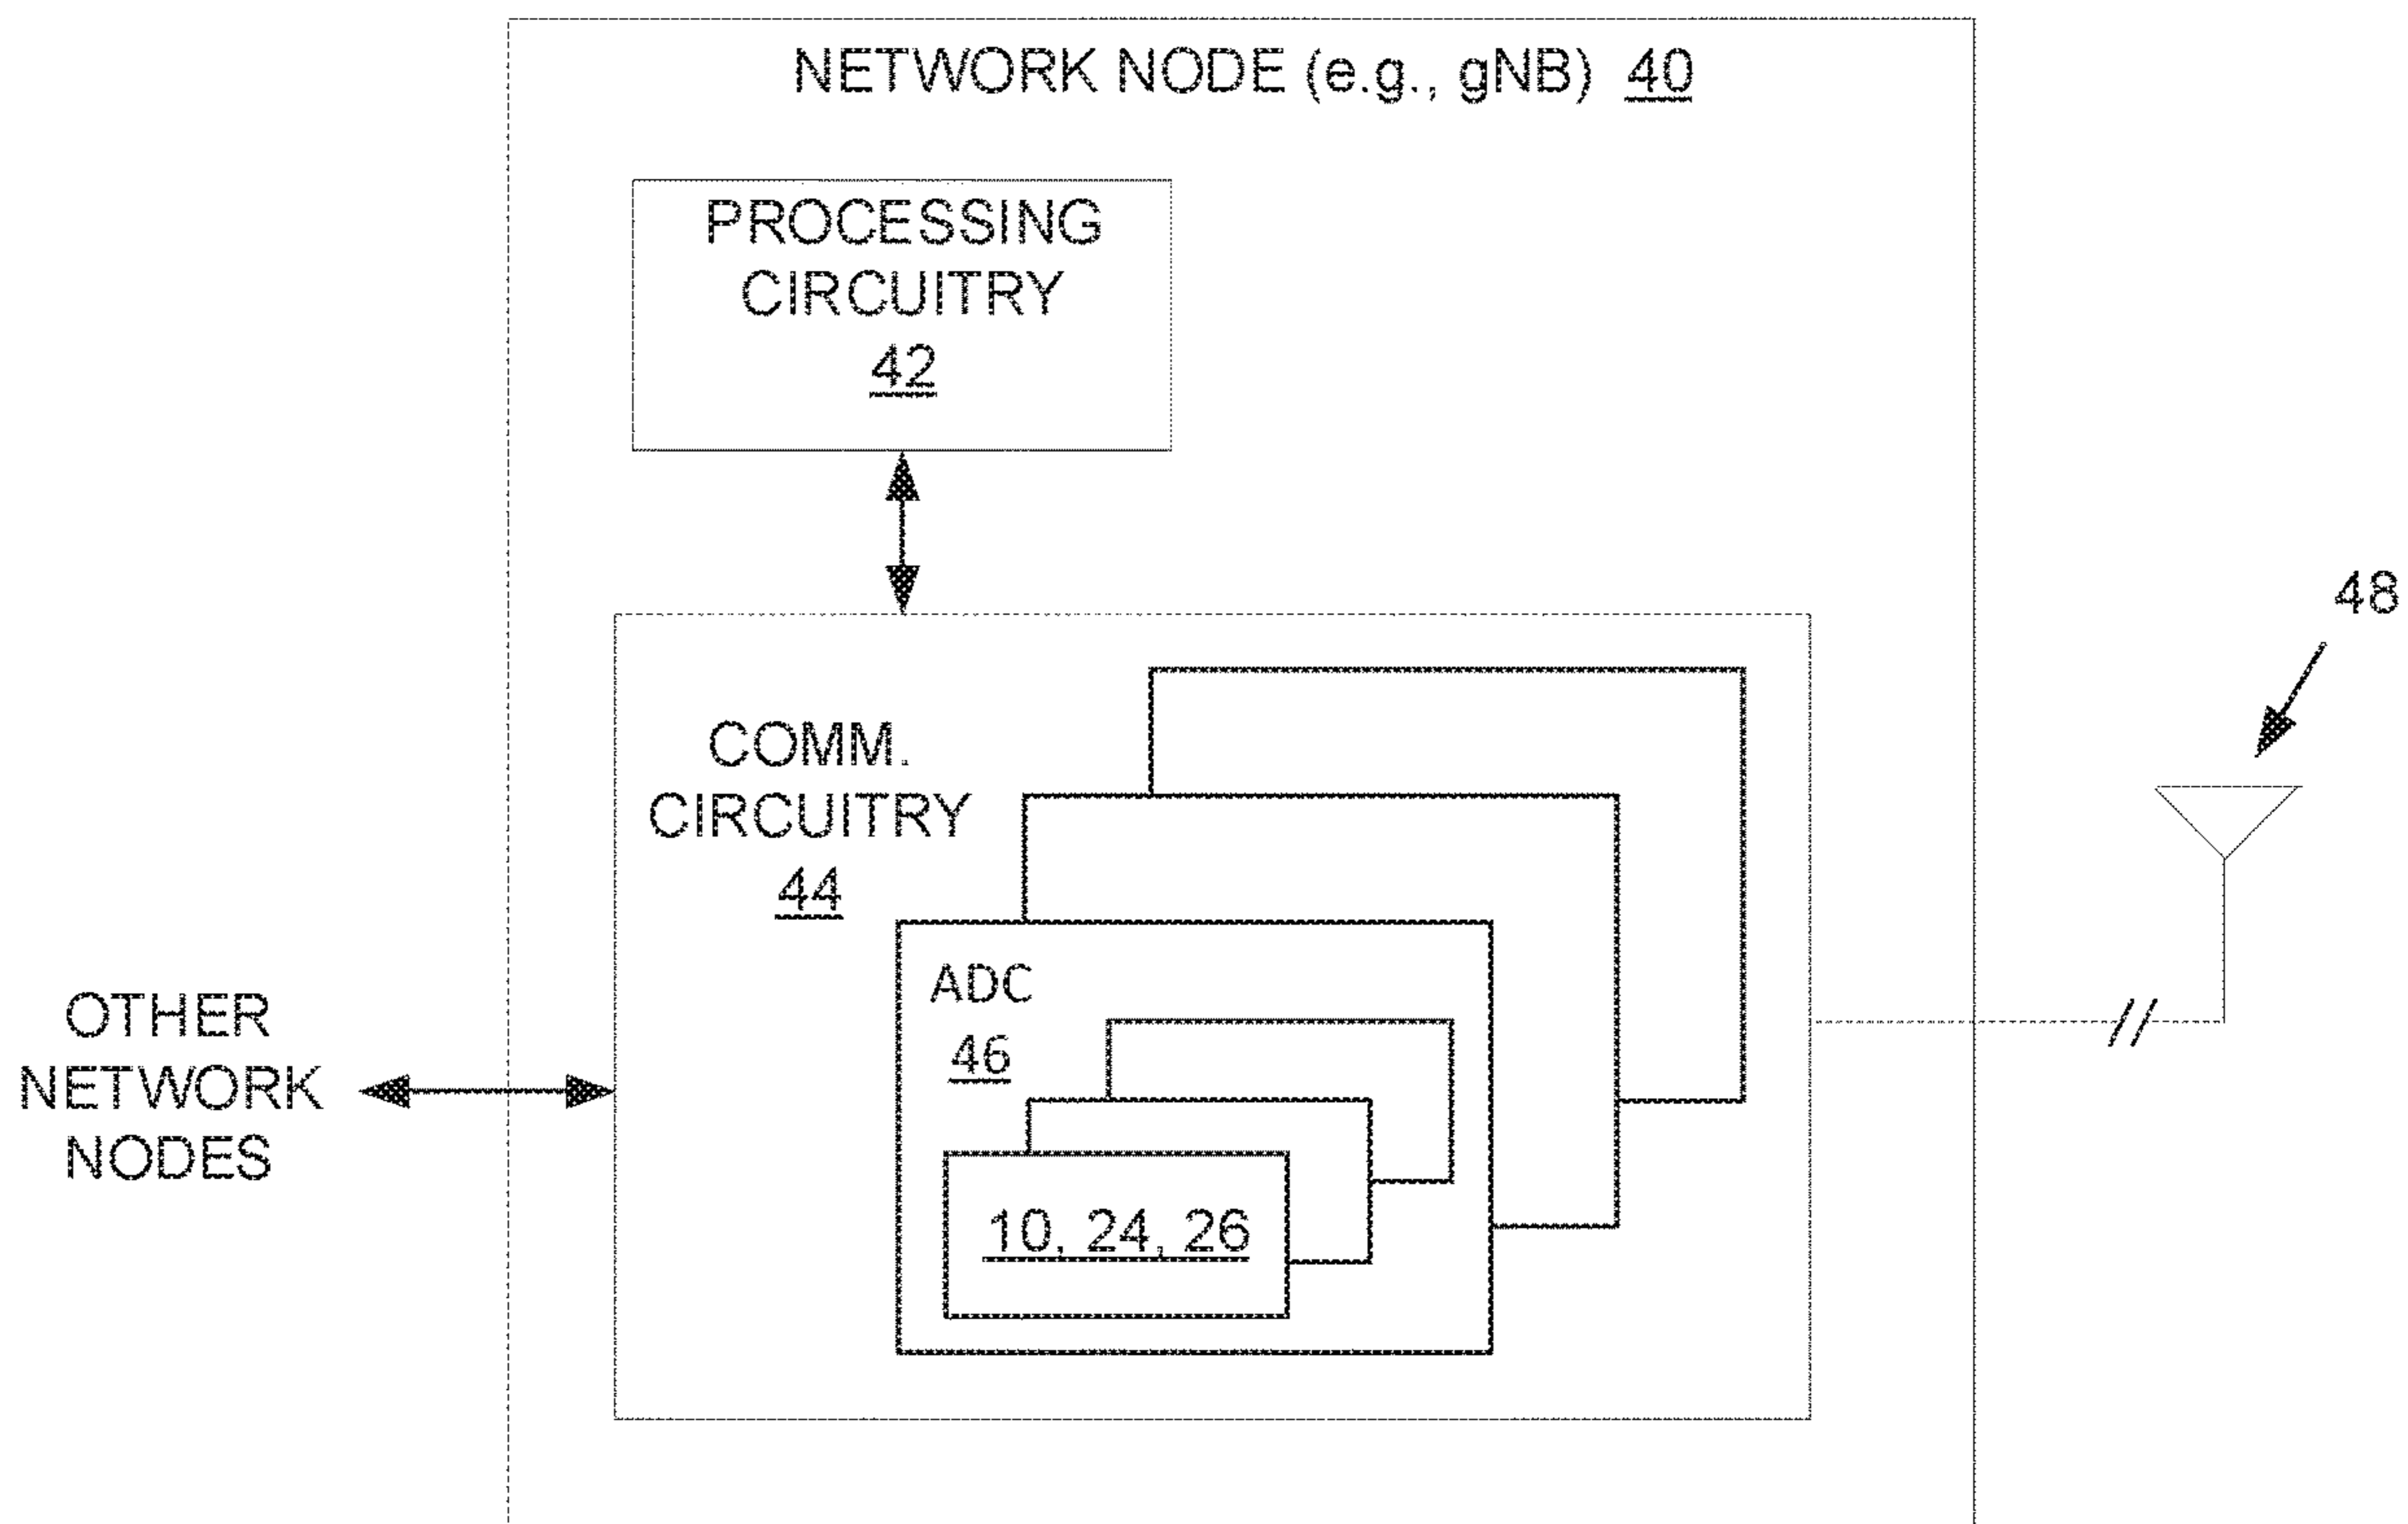 NETWORK NODE (e.g., gNB) 40
PROCESSING
CIRCUITRY
42
48
COMM.
CIRCUITRY
44
ADC
46
OTHER
NETWORK
NODES
10, 24, 26